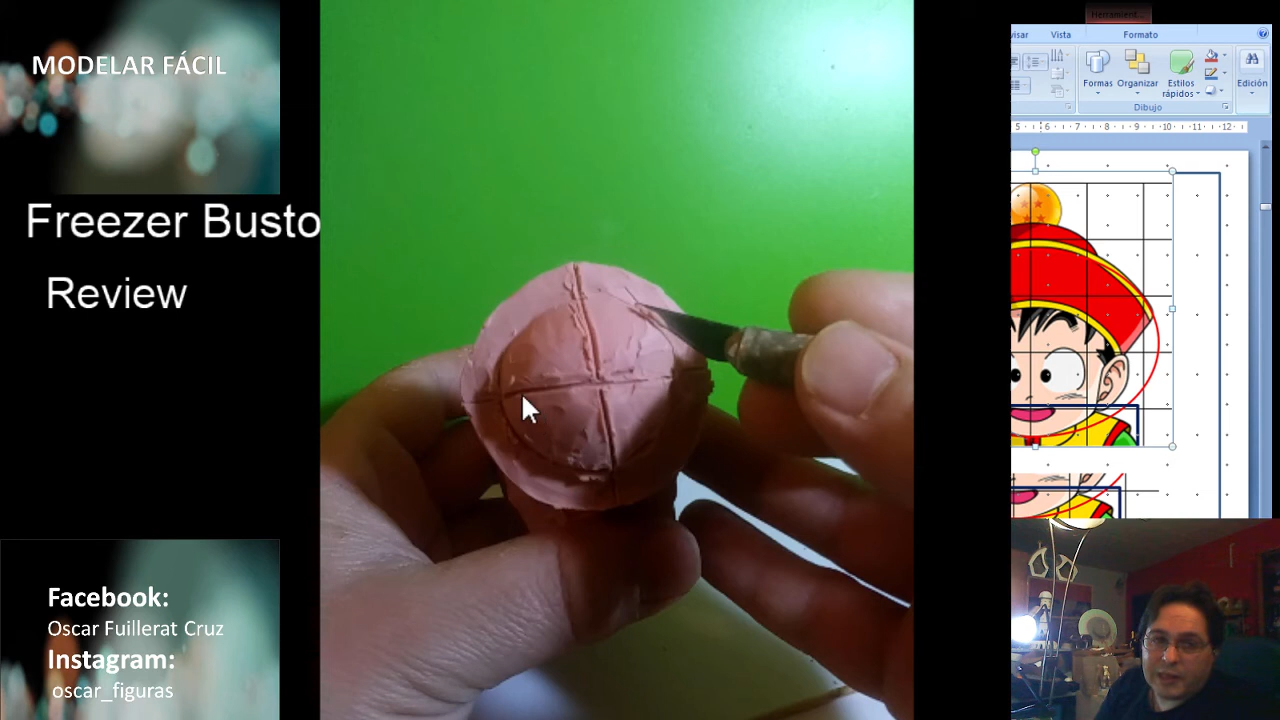 MODELAR FÁCIL
Freezer Busto
Review
Facebook:
Oscar Fuillerat Cruz
Instagram:
oscar_figuras
Herramient...
visar Vista Formato
Formas Organizar Estilos rápidos Edición
Dibujo
5 6 7 8 9 10 11 12